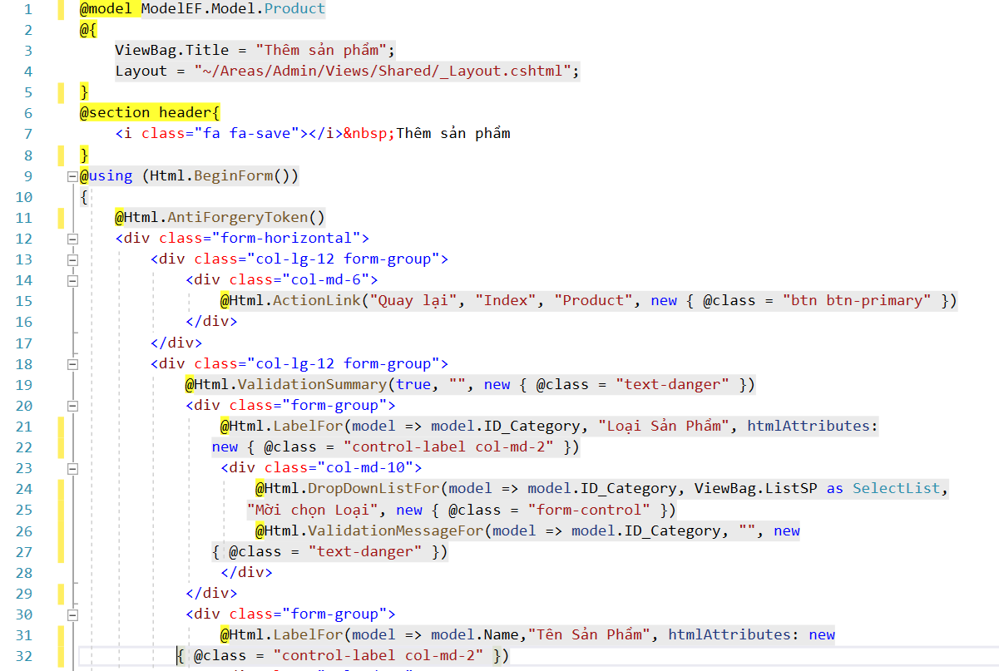 1 @model ModelEF.Model.Product
2 @{
3 ViewBag.Title = "Thêm sản phẩm";
4 Layout = "~/Areas/Admin/Views/Shared/_Layout.cshtml";
5 }
6 @section header{
7 <i class="fa fa-save"></i>&nbsp;Thêm sản phẩm
8 }
9 @using (Html.BeginForm())
10 {
11 @Html.AntiForgeryToken()
12 <div class="form-horizontal">
13 <div class="col-lg-12 form-group">
14 <div class="col-md-6">
15 @Html.ActionLink("Quay lại", "Index", "Product", new { @class = "btn btn-primary" })
16 </div>
17 </div>
18 <div class="col-lg-12 form-group">
19 @Html.ValidationSummary(true, "", new { @class = "text-danger" })
20 <div class="form-group">
21 @Html.LabelFor(model => model.ID_Category, "Loại Sản Phẩm", htmlAttributes:
22 new { @class = "control-label col-md-2" })
23 <div class="col-md-10">
24 @Html.DropDownListFor(model => model.ID_Category, ViewBag.ListSP as SelectList,
25 "Mời chọn Loại", new { @class = "form-control" })
26 @Html.ValidationMessageFor(model => model.ID_Category, "", new
27 { @class = "text-danger" })
28 </div>
29 </div>
30 <div class="form-group">
31 @Html.LabelFor(model => model.Name,"Tên Sản Phẩm", htmlAttributes: new
32 { @class = "control-label col-md-2" })